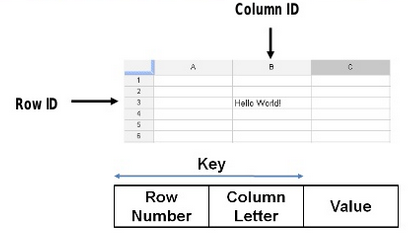 Column ID
A B C
1
2
Row ID 3 Hello World!
4
5
6
Key
Row Number Column Letter Value